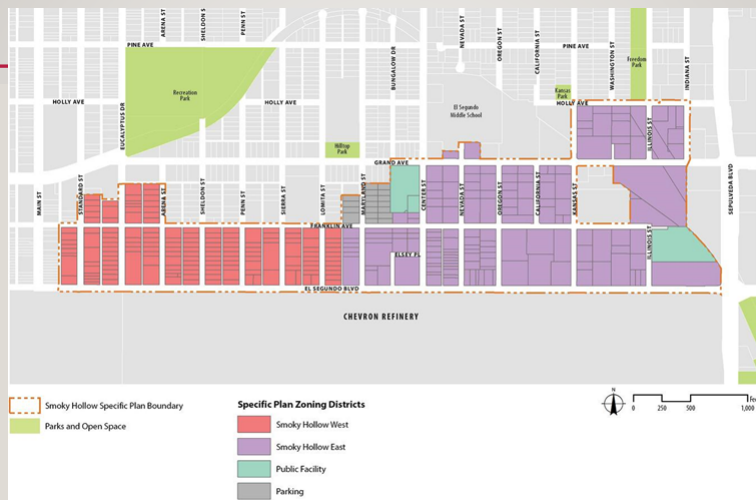 ARENA ST
SHELDON S
PENN ST
NEVADA ST
OREGON ST
CALIFORNIA ST
WASHINGTON ST
INDIANA ST
BUNGALOW DR
PINE AVE
PINE AVE
Freedom
Park
Recreation
Park
Kansas
Park
HOLLY AVE
HOLLY AVE
HOLLY AVE
El Segundo
Middle School
EUCALYPTUS DR
ILLINOIS ST
Hilltop
Park
GRAND AVE
MAIN ST
STANDARD ST
ARENA ST
SHELDON ST
PENN ST
SIERRA ST
LOMITA ST
MARYLAND ST
CENTER ST
NEVADA ST
OREGON ST
CALIFORNIA ST
KANSAS ST
SEPULVEDA BLVD
FRANKLIN AVE
ILLINOIS ST
ELSEY PL
EL SEGUNDO BLVD
CHEVRON REFINERY
Smoky Hollow Specific Plan Boundary
Parks and Open Space
Specific Plan Zoning Districts
Smoky Hollow West
Smoky Hollow East
Public Facility
Parking
N
0 250 500 1,000
Fe